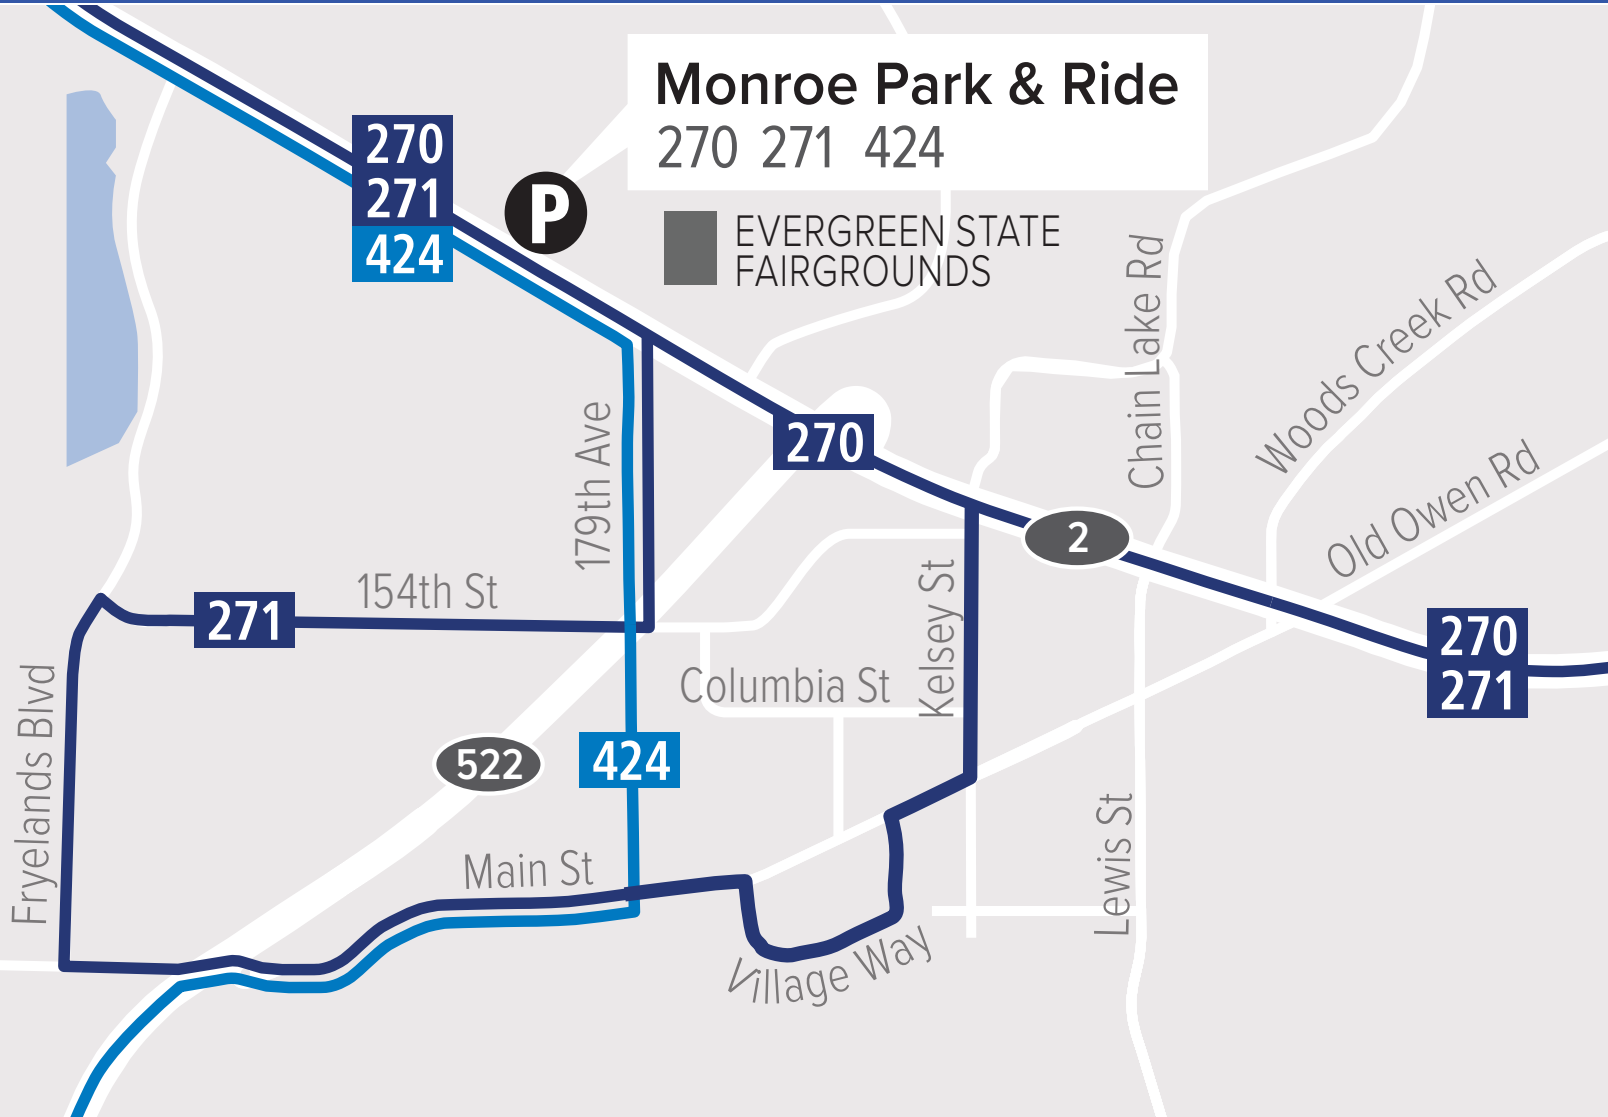 Monroe Park & Ride
270 271 424
270
271
424
P
EVERGREEN STATE
FAIRGROUNDS
Chain Lake Rd
Woods Creek Rd
Old Owen Rd
179th Ave
270
2
154th St
271
Kelsey St
270
271
Columbia St
Fryelands Blvd
522
424
Main St
Lewis St
Village Way